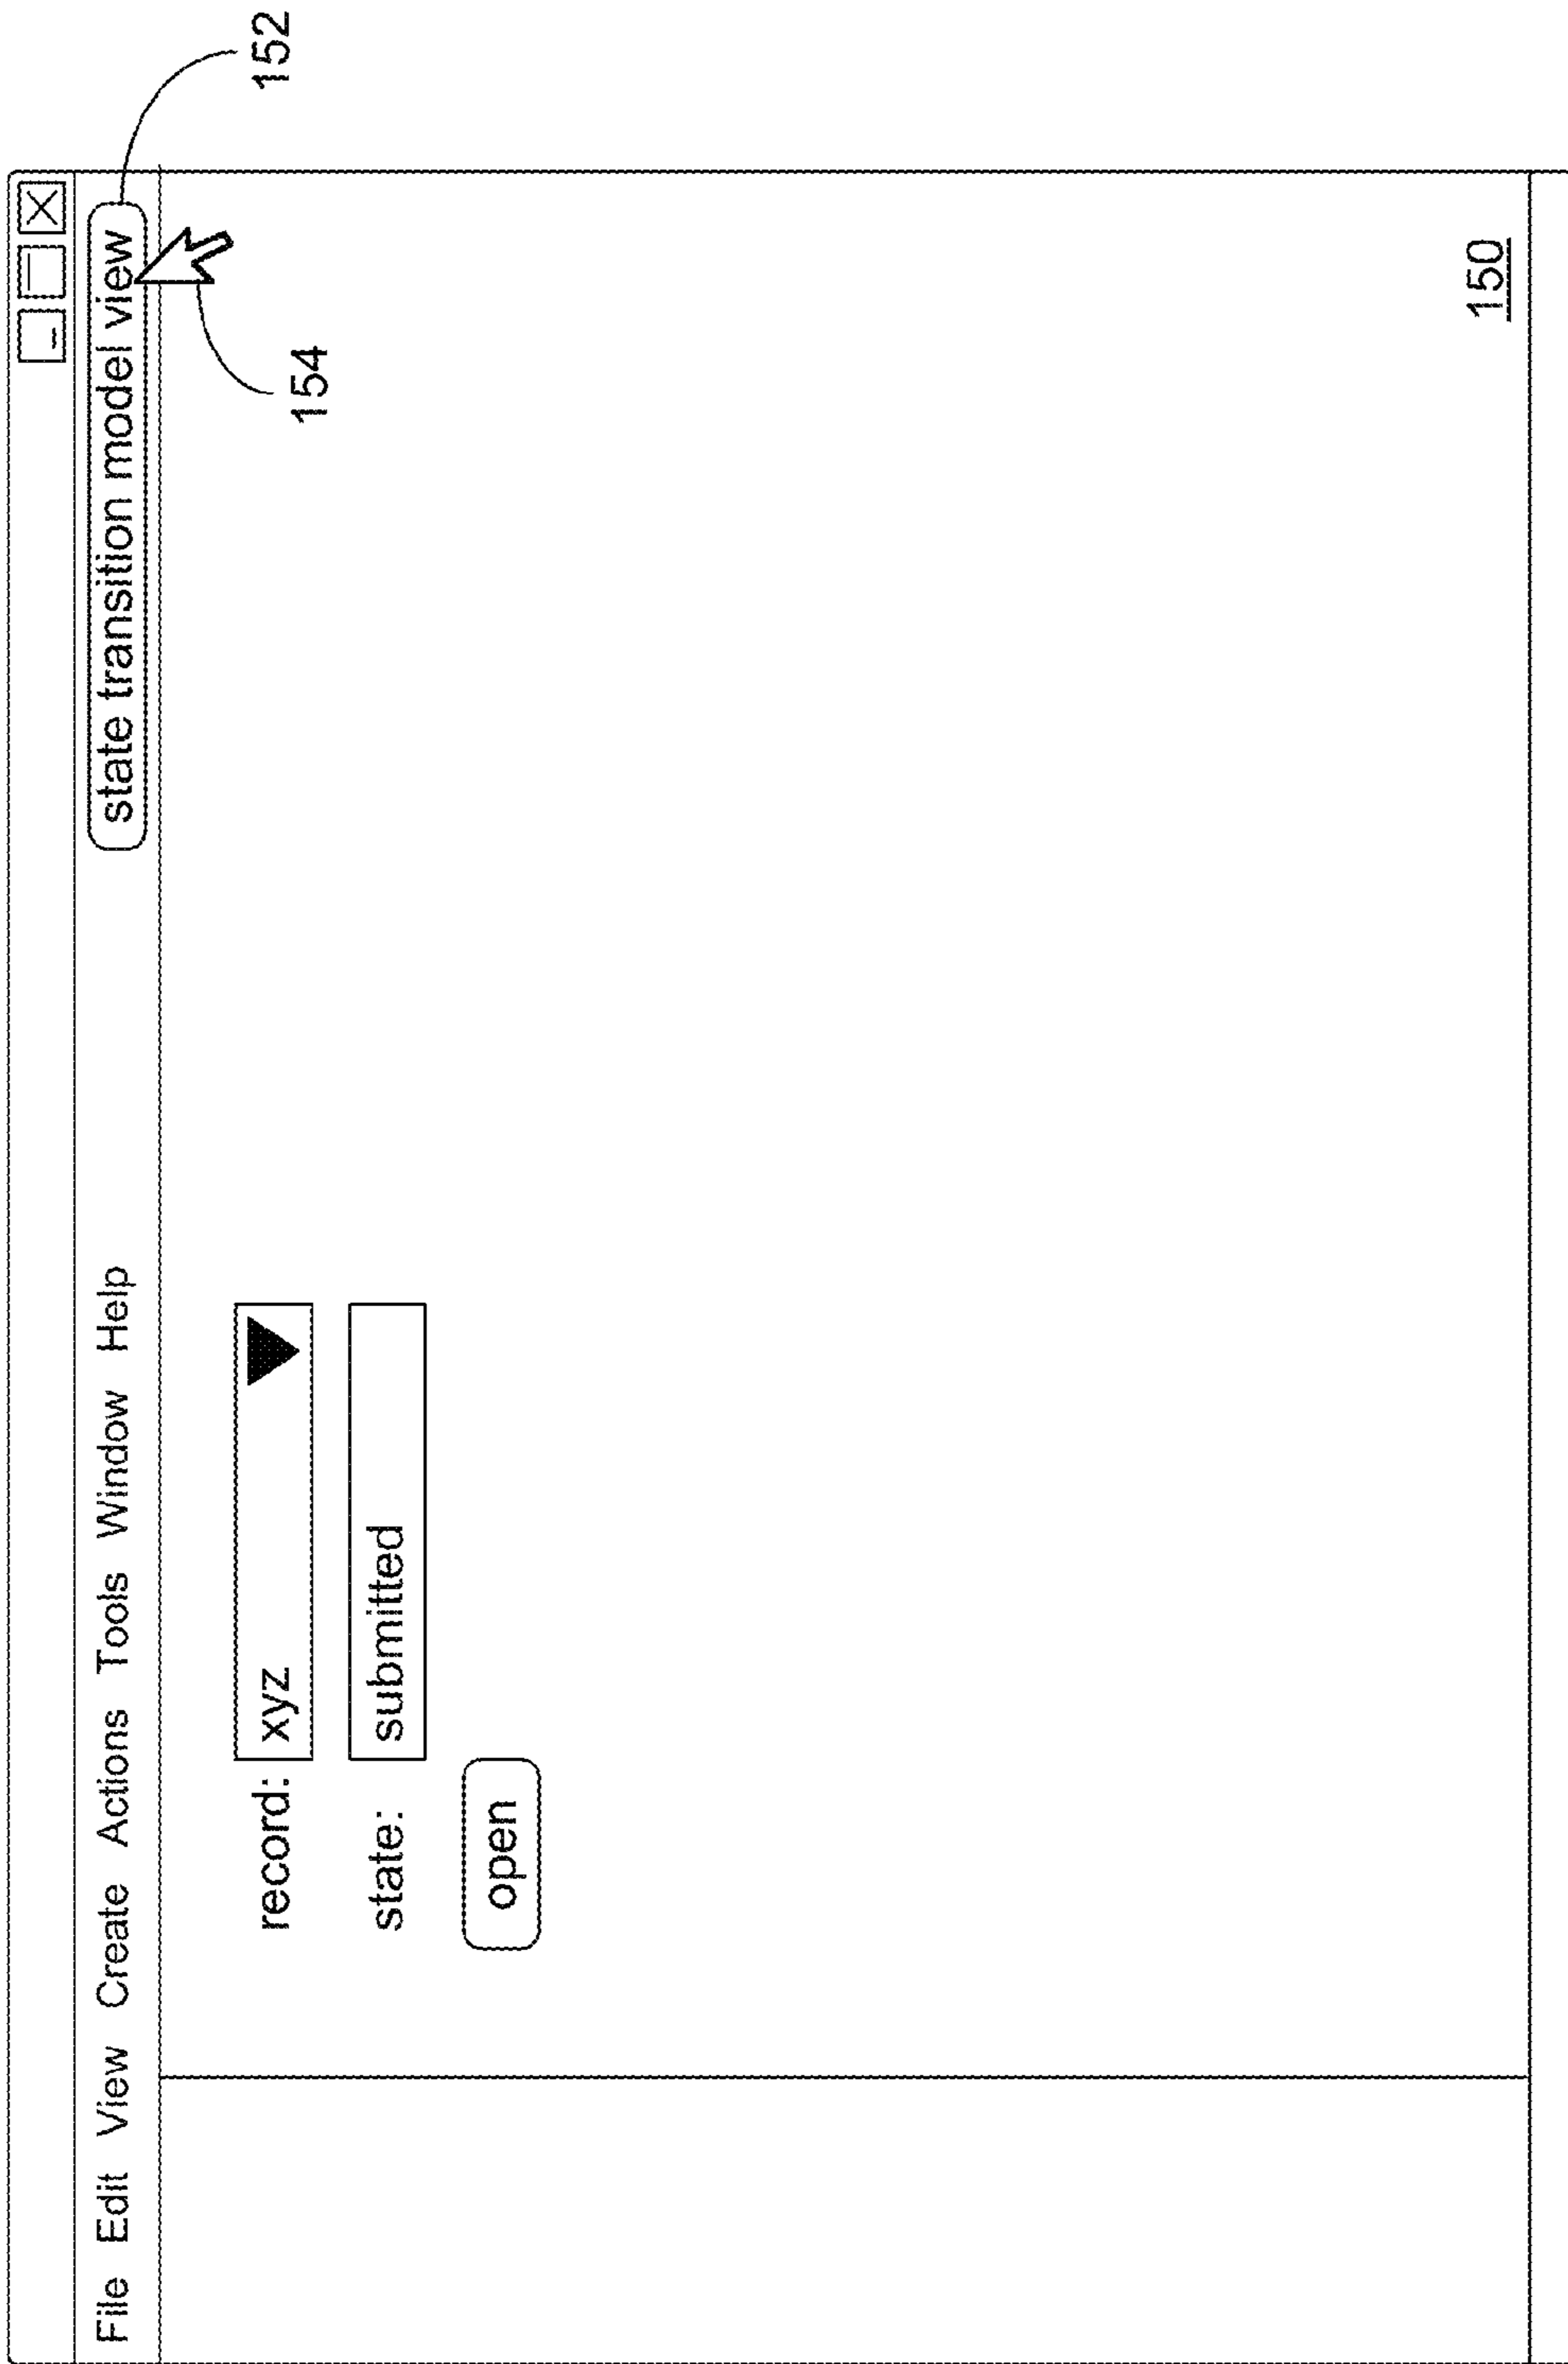 File Edit View Create Actions Tools Window Help state transition model view
152
154
record: xyz
state: submitted
open
150